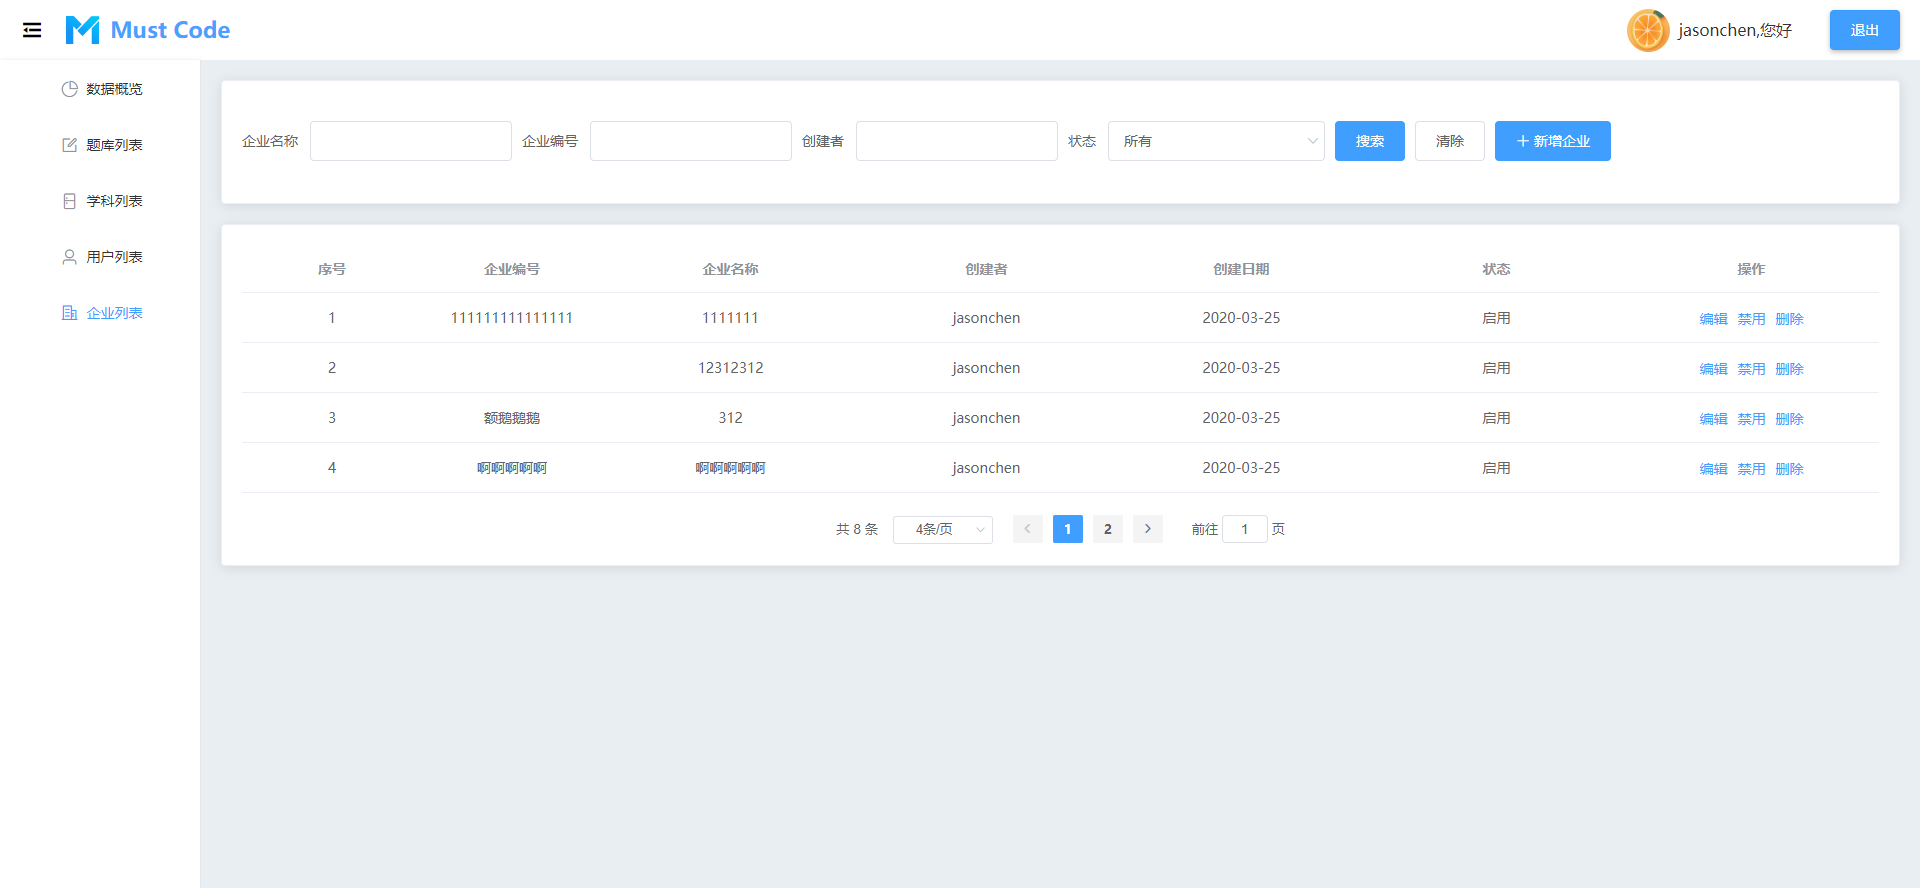 Must Code
jasonchen,您好
退出
数据概览
题库列表
学科列表
用户列表
企业列表
企业名称 企业编号 创建者 状态 所有 搜索 清除 + 新增企业
序号 企业编号 企业名称 创建者 创建日期 状态 操作
1 111111111111111 1111111 jasonchen 2020-03-25 启用 编辑 禁用 删除
2 12312312 jasonchen 2020-03-25 启用 编辑 禁用 删除
3 额鹅鹅鹅 312 jasonchen 2020-03-25 启用 编辑 禁用 删除
4 啊啊啊啊啊 啊啊啊啊啊 jasonchen 2020-03-25 启用 编辑 禁用 删除
共 8 条 4条/页 1 2 前往 1 页